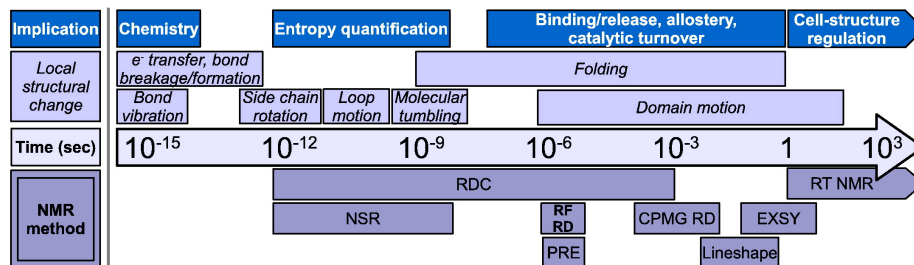 Implication
Chemistry
Entropy quantification
Binding/release, allostery,
catalytic turnover
Cell-structure
regulation
Local
structural
change
e- transfer, bond
breakage/formation
Folding
Bond
vibration
Side chain
rotation
Loop
motion
Molecular
tumbling
Domain motion
Time (sec) 10-15 10-12 10-9 10-6 10-3 1 10³
NMR
method
RDC
RT NMR
NSR
RF
RD
CPMG RD
EXSY
PRE
Lineshape